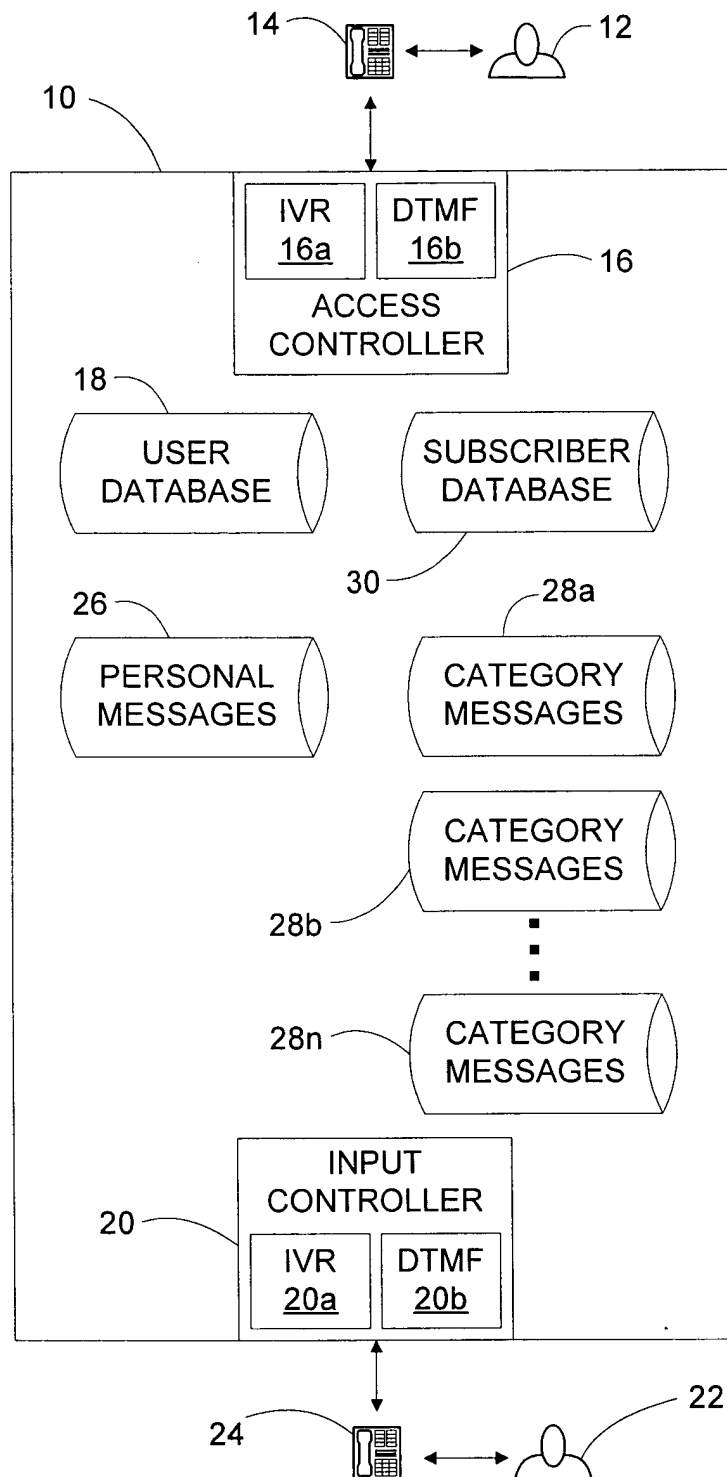 14
12
10
IVR
16a
DTMF
16b
16
ACCESS
CONTROLLER
18
USER
DATABASE
SUBSCRIBER
DATABASE
30
26
28a
PERSONAL
MESSAGES
CATEGORY
MESSAGES
CATEGORY
MESSAGES
28b
28n
CATEGORY
MESSAGES
INPUT
CONTROLLER
20
IVR
20a
DTMF
20b
24
22